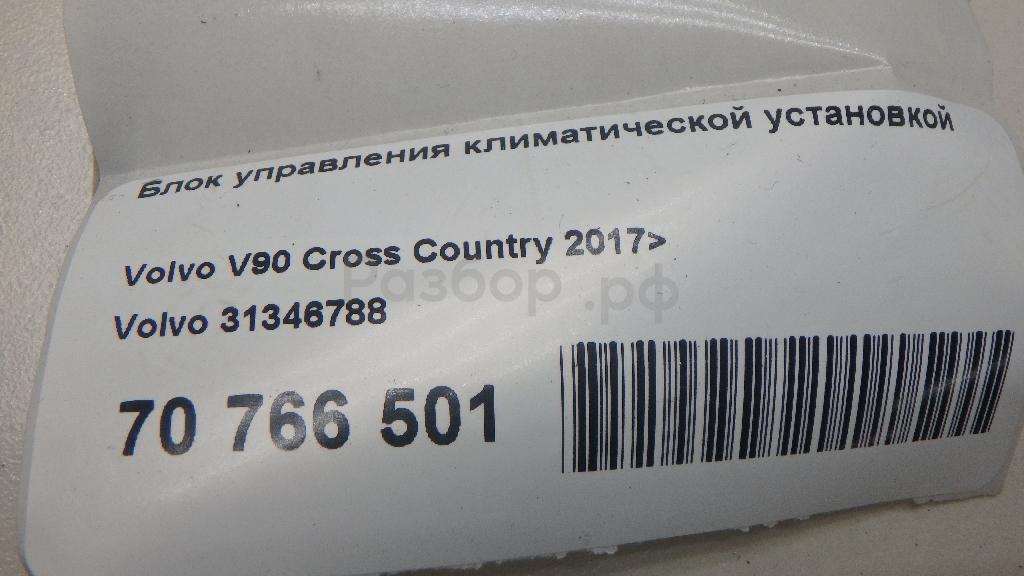 Блок управления климатической установкой
Volvo V90 Cross Country 2017>
Разбор.рф
Volvo 31346788
70 766 501